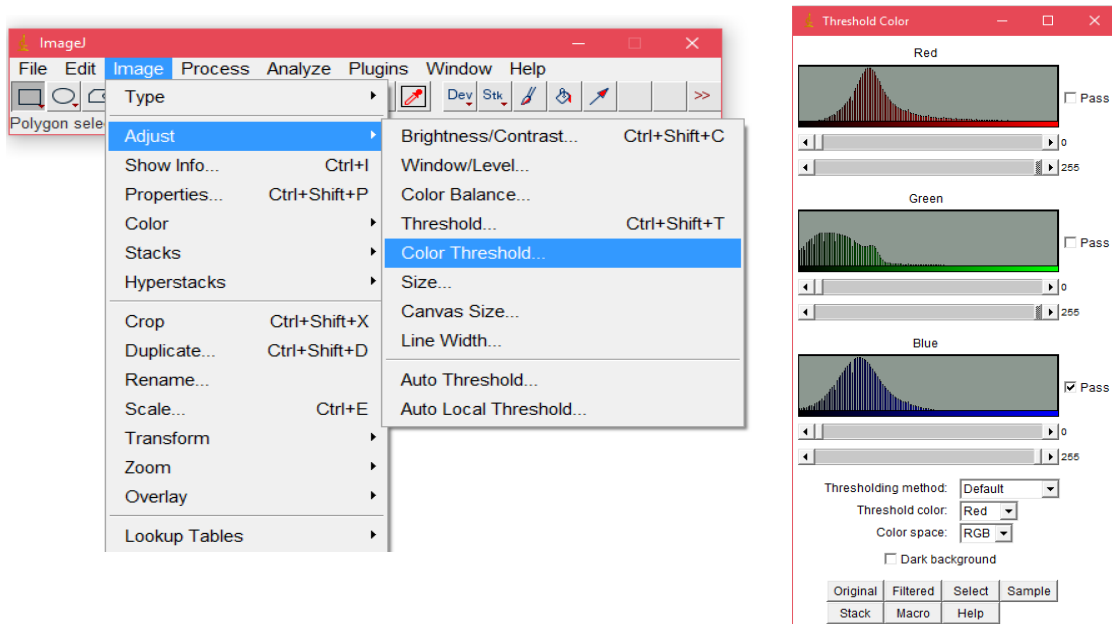 ImageJ
File Edit Image Process Analyze Plugins Window Help
Dev Stk >>
Polygon sele
Type
Adjust
Show Info... Ctrl+I
Properties... Ctrl+Shift+P
Color
Stacks
Hyperstacks
Crop Ctrl+Shift+X
Duplicate... Ctrl+Shift+D
Rename...
Scale... Ctrl+E
Transform
Zoom
Overlay
Lookup Tables
Brightness/Contrast... Ctrl+Shift+C
Window/Level...
Color Balance...
Threshold... Ctrl+Shift+T
Color Threshold...
Size...
Canvas Size...
Line Width...
Auto Threshold...
Auto Local Threshold...
Threshold Color
Red
Pass
0
255
Green
Pass
0
255
Blue
Pass
0
255
Thresholding method: Default
Threshold color: Red
Color space: RGB
Dark background
Original Filtered Select Sample
Stack Macro Help